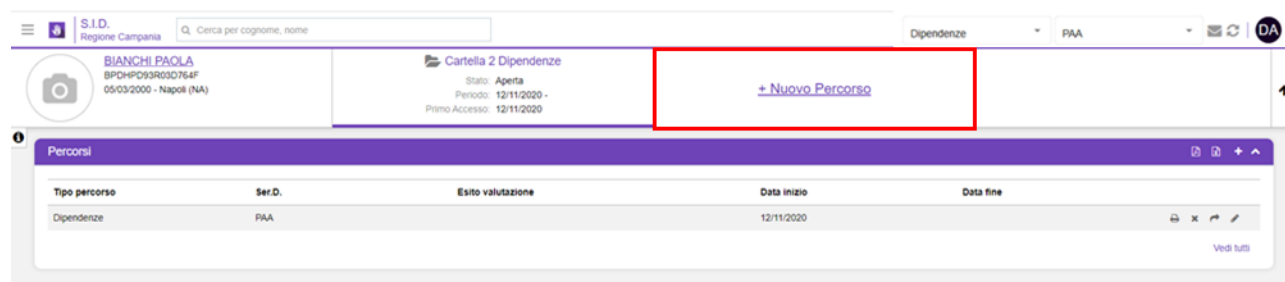 S.I.D.
Regione Campania
Cerca per cognome, nome
Dipendenze
PAA
DA
BIANCHI PAOLA
BPDHPD93R03D764F
05/03/2000 - Napoli (NA)
Cartella 2 Dipendenze
Stato: Aperta
Periodo: 12/11/2020 -
Primo Accesso: 12/11/2020
+ Nuovo Percorso
Percorsi
Tipo percorso Ser.D. Esito valutazione Data inizio Data fine
Dipendenze PAA 12/11/2020
Vedi tutti